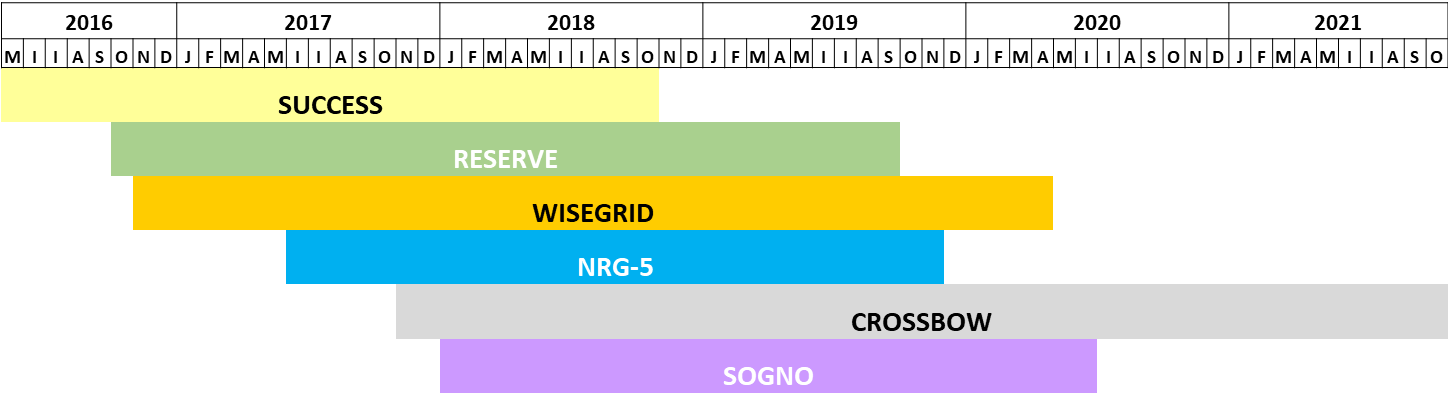 2016 2017 2018 2019 2020 2021
M I I A S O N D J F M A M I I A S O N D J F M A M I I A S O N D J F M A M I I A S O N D J F M A M I I A S O N D J F M A M I I A S O
SUCCESS
RESERVE
WISEGRID
NRG-5
CROSSBOW
SOGNO